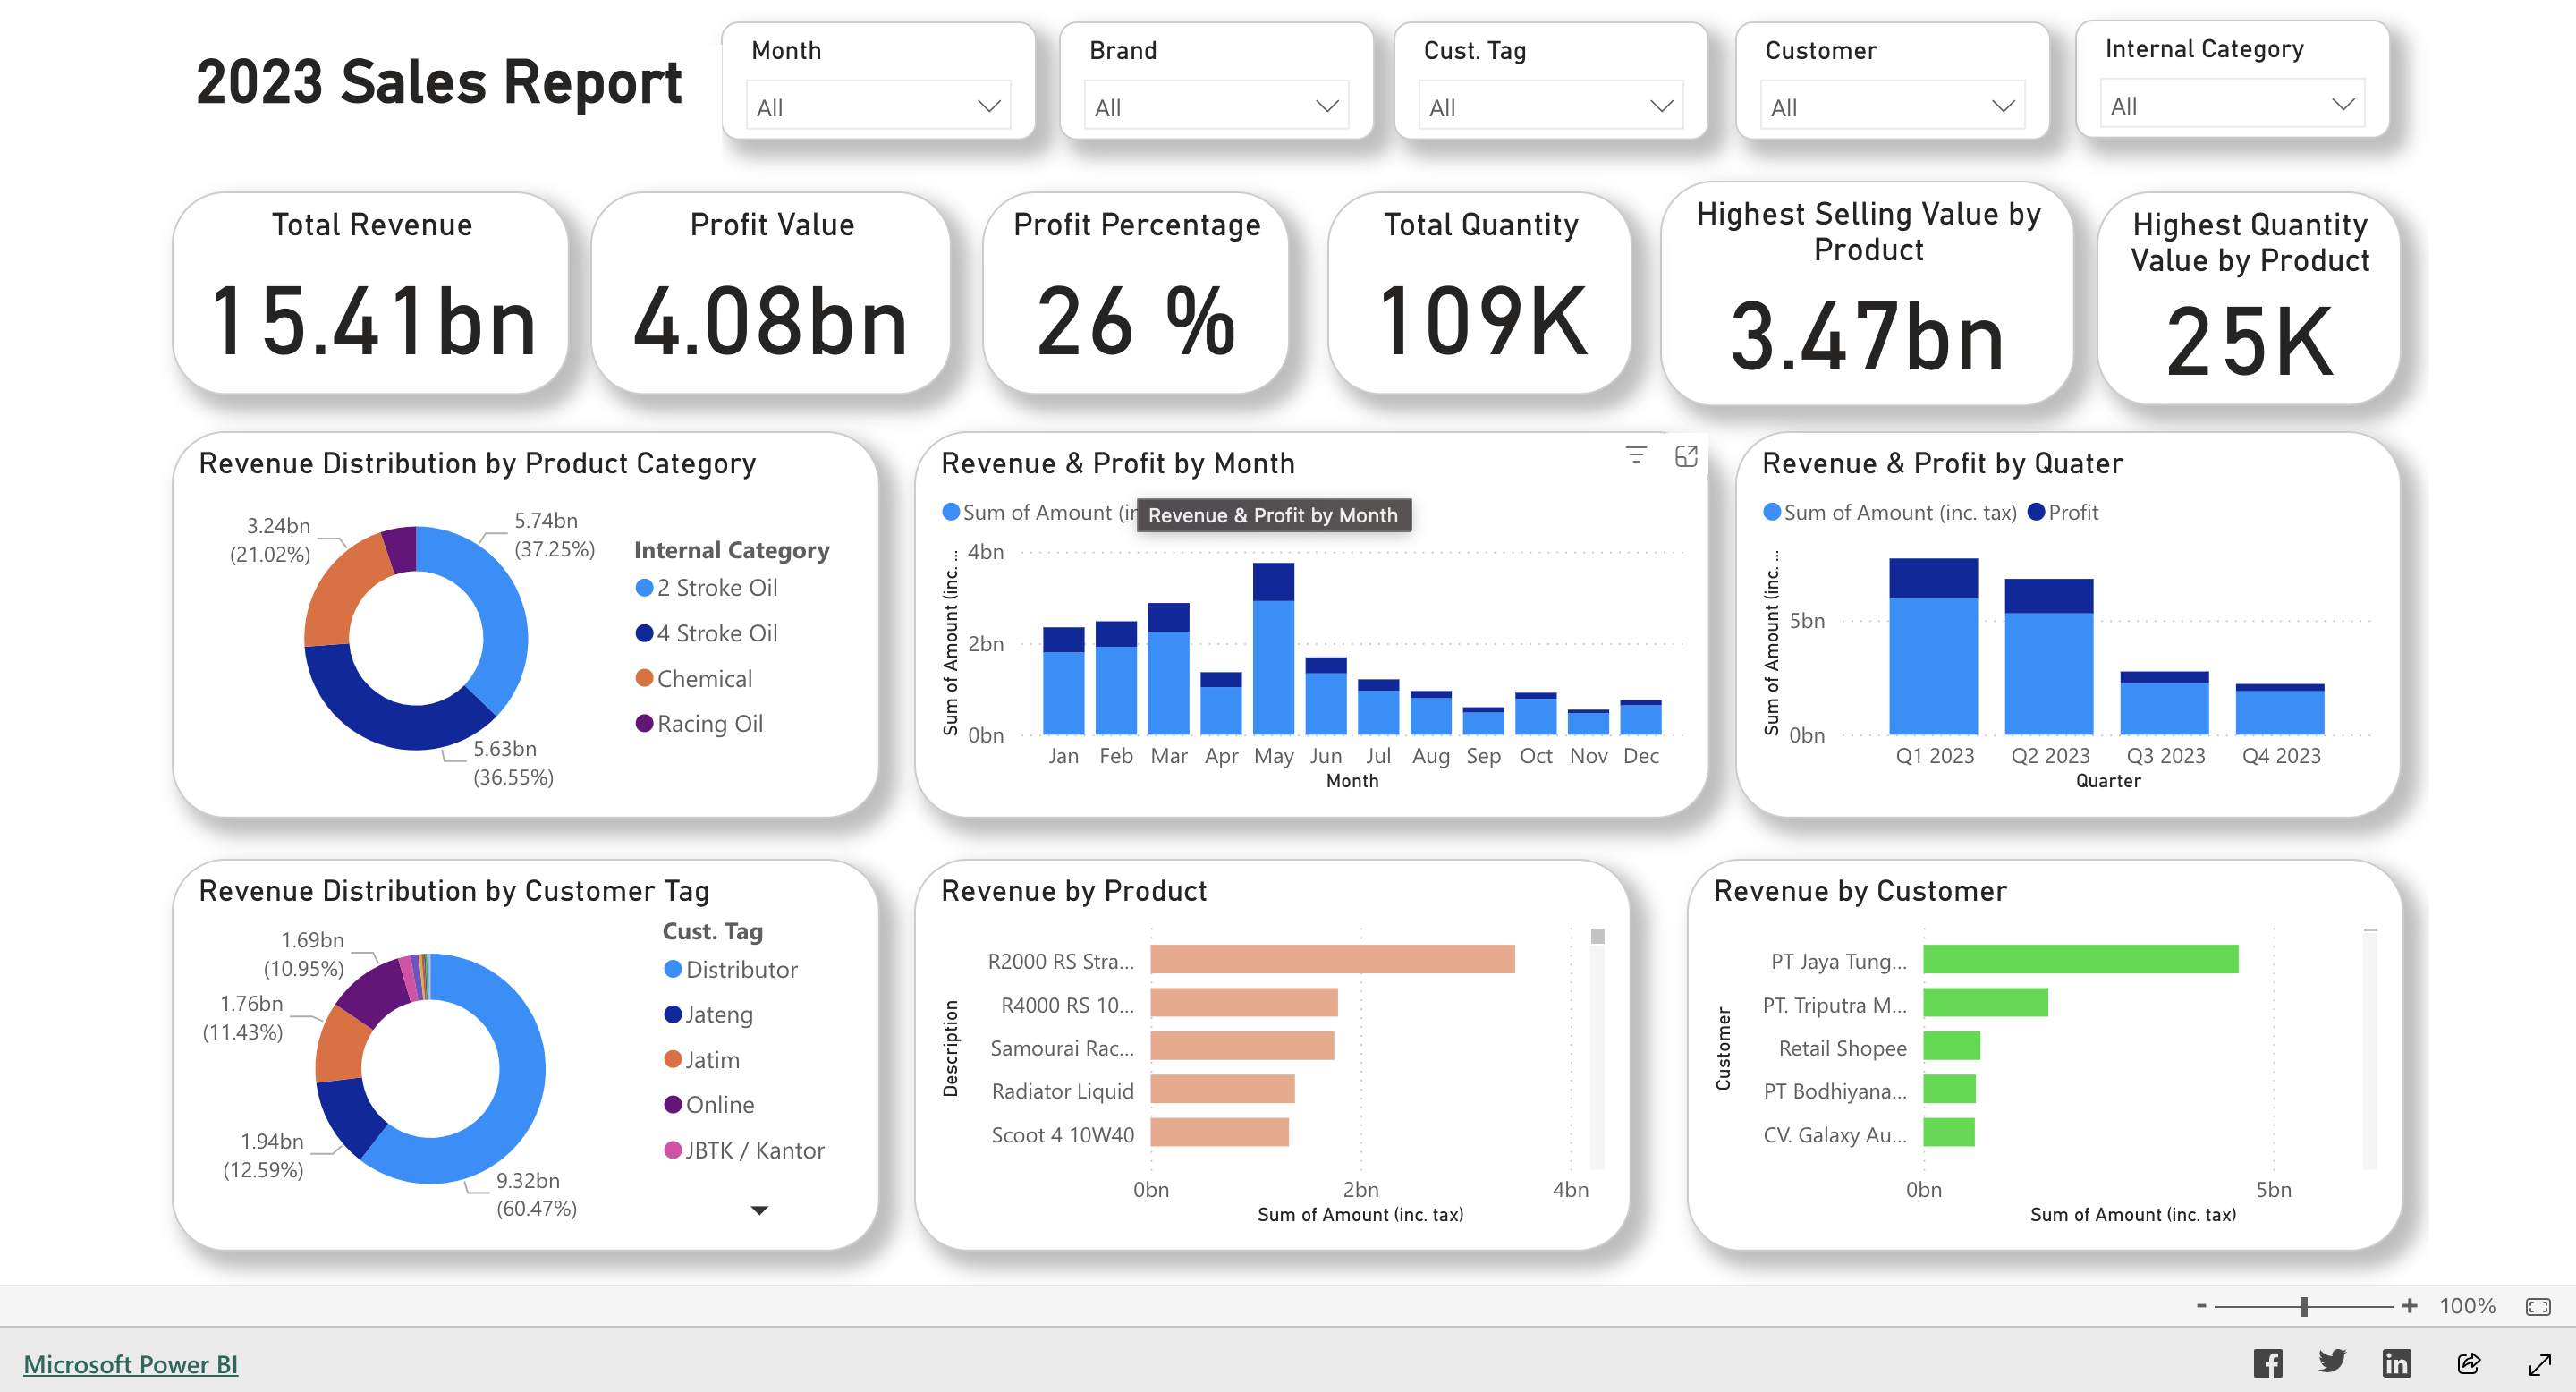 2023 Sales Report
Month
All
Brand
All
Cust. Tag
All
Customer
All
Internal Category
All
Total Revenue
15.41bn
Profit Value
4.08bn
Profit Percentage
26 %
Total Quantity
109K
Highest Selling Value by
Product
3.47bn
Highest Quantity
Value by Product
25K
Revenue Distribution by Product Category
3.24bn
(21.02%)
5.74bn
(37.25%)
5.63bn
(36.55%)
Internal Category
2 Stroke Oil
4 Stroke Oil
Chemical
Racing Oil
Revenue & Profit by Month
Sum of Amount (in
Revenue & Profit by Month
Sum of Amount (inc. ...
4bn
2bn
0bn
Jan Feb Mar Apr May Jun Jul Aug Sep Oct Nov Dec
Month
Revenue & Profit by Quater
Sum of Amount (inc. tax) Profit
Sum of Amount (inc. ...
5bn
0bn
Q1 2023 Q2 2023 Q3 2023 Q4 2023
Quarter
Revenue Distribution by Customer Tag
1.69bn
(10.95%)
1.76bn
(11.43%)
1.94bn
(12.59%)
9.32bn
(60.47%)
Cust. Tag
Distributor
Jateng
Jatim
Online
JBTK / Kantor
Revenue by Product
Description
R2000 RS Stra...
R4000 RS 10...
Samourai Rac...
Radiator Liquid
Scoot 4 10W40
0bn 2bn 4bn
Sum of Amount (inc. tax)
Revenue by Customer
Customer
PT Jaya Tung...
PT. Triputra M...
Retail Shopee
PT Bodhiyana...
CV. Galaxy Au...
0bn 5bn
Sum of Amount (inc. tax)
- + 100%
Microsoft Power BI